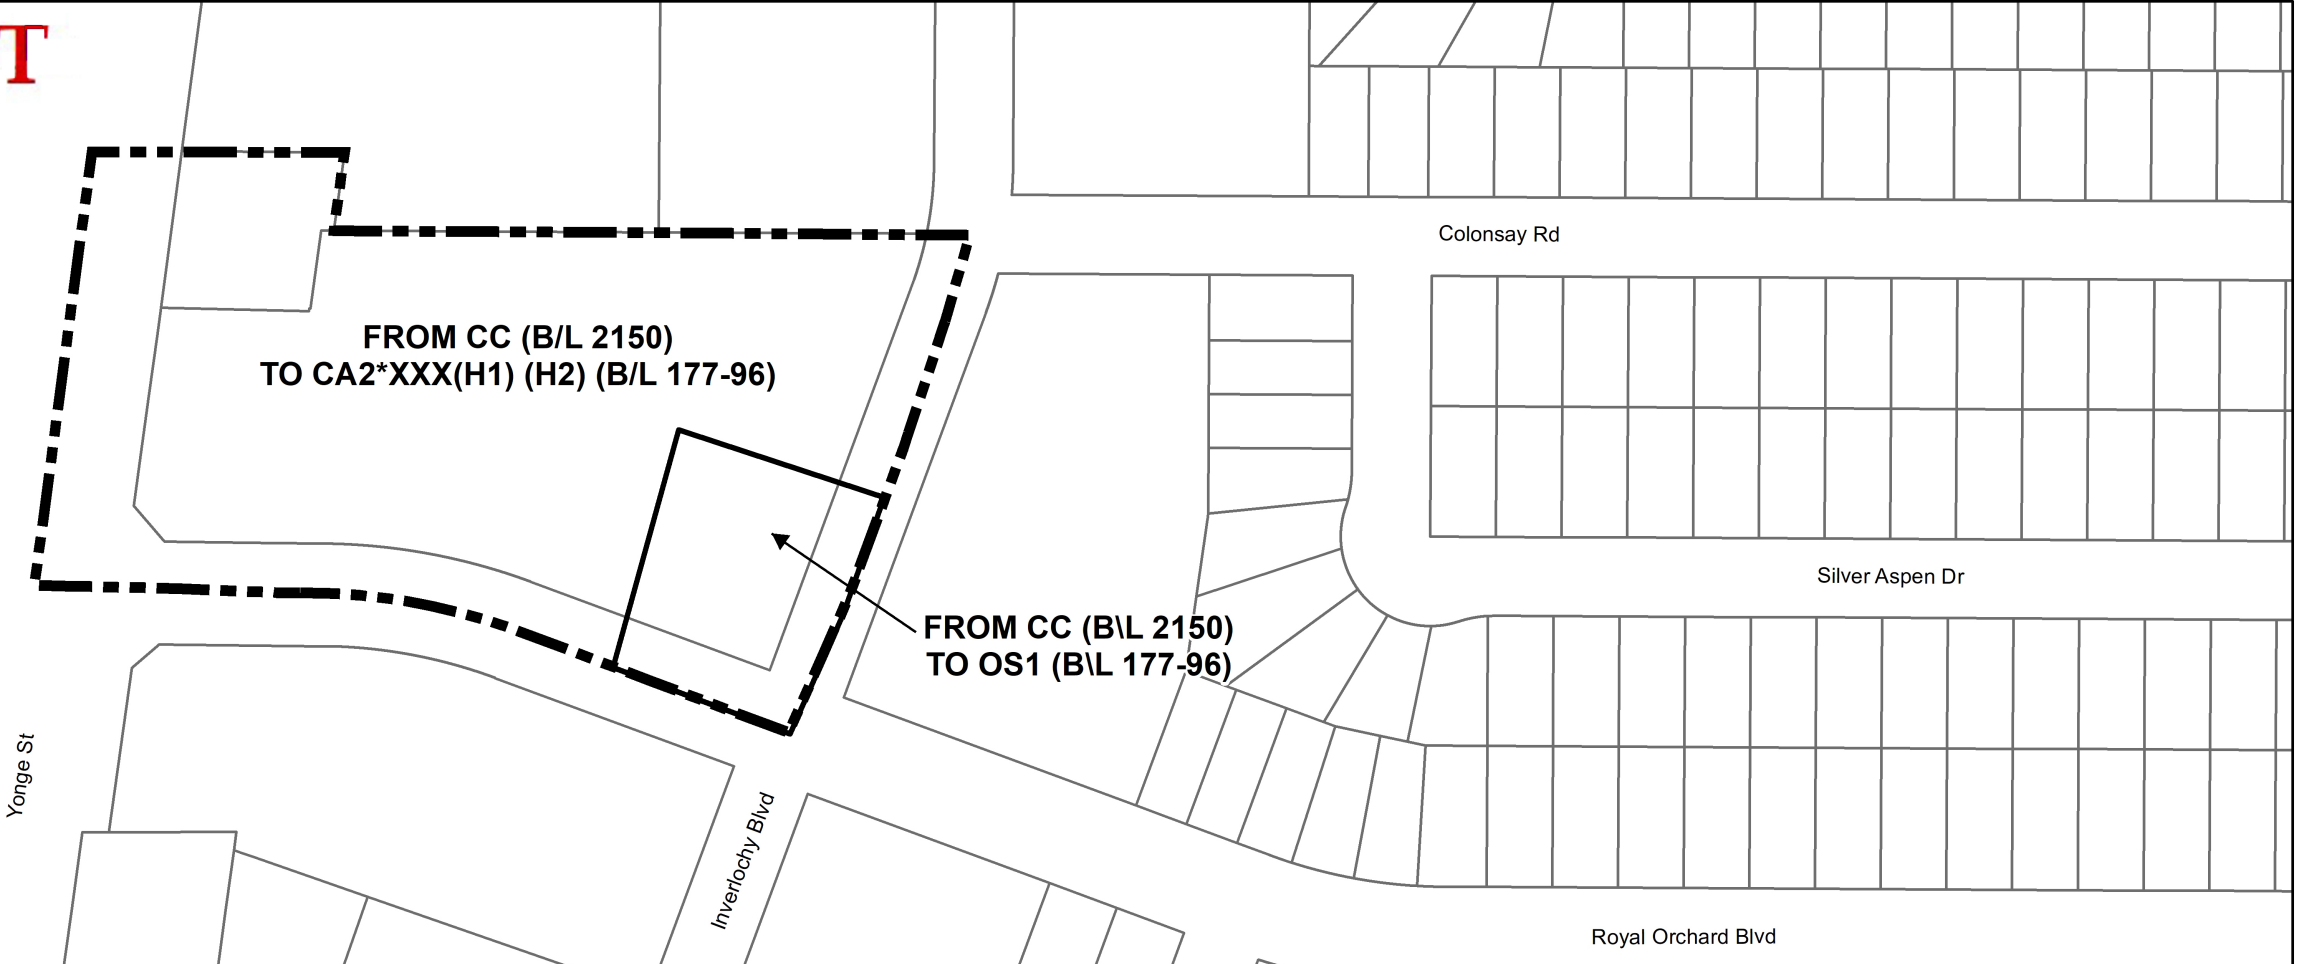 T
Colonsay Rd
FROM CC (B/L 2150)
TO CA2*XXX(H1) (H2) (B/L 177-96)
Silver Aspen Dr
FROM CC (B\L 2150)
TO OS1 (B\L 177-96)
Yonge St
Inverlochy Blvd
Royal Orchard Blvd